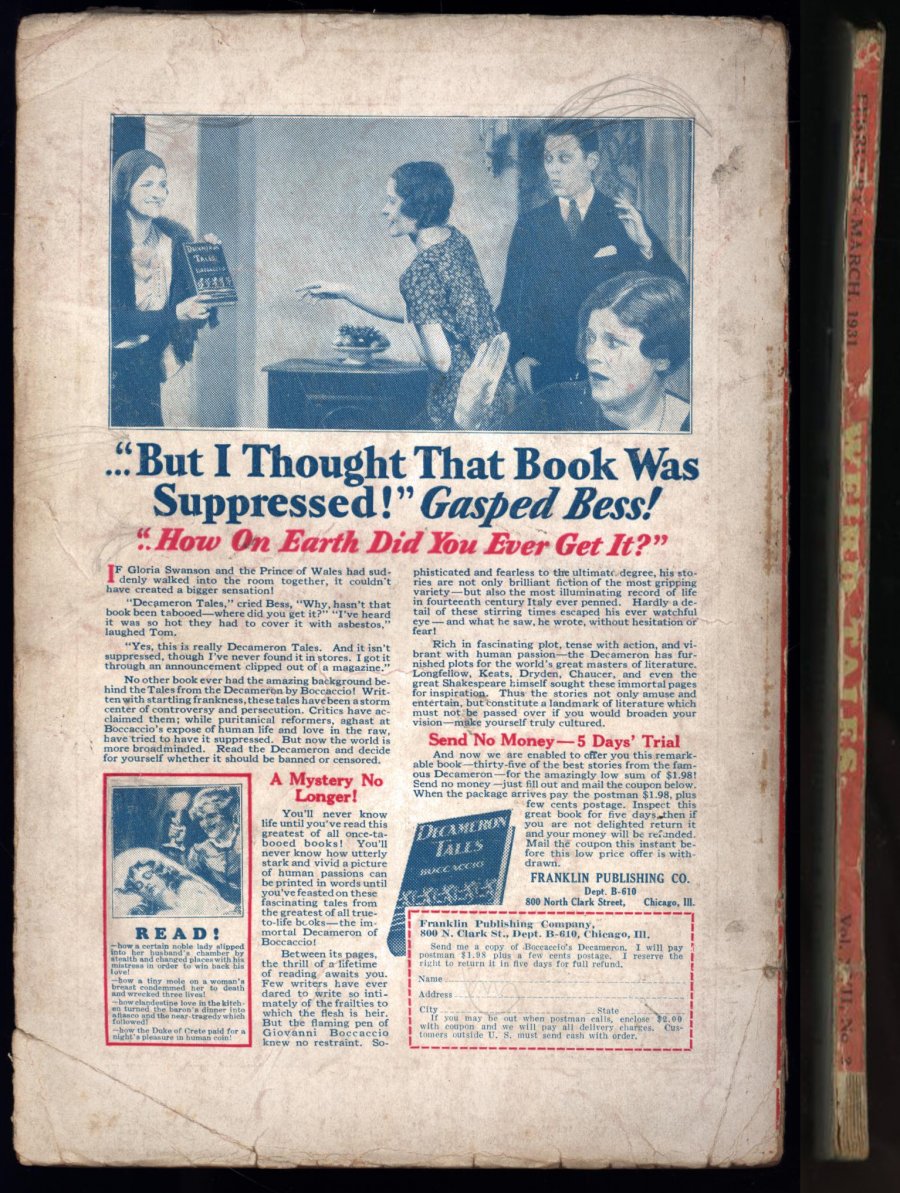 DECAMERON
TALES
BOCCACCIO
"...But I Thought That Book Was
Suppressed!" Gasped Bess!
"..How On Earth Did You Ever Get It?"
IF Gloria Swanson and the Prince of Wales had sud-
denly walked into the room together, it couldn't
have created a bigger sensation!
"Decameron Tales," cried Bess, "Why, hasn't that
book been tabooed—where did you get it?" "I've heard
it was so hot they had to cover it with asbestos,"
laughed Tom.
"Yes, this is really Decameron Tales. And it isn't
suppressed, though I've never found it in stores. I got it
through an announcement clipped out of a magazine."
No other book ever had the amazing background be-
hind the Tales from the Decameron by Boccaccio! Writ-
ten with startling frankness, these tales have been a storm
center of controversy and persecution. Critics have ac-
claimed them; while puritanical reformers, aghast at
Boccaccio's expose of human life and love in the raw,
have tried to have it suppressed. But now the world is
more broadminded. Read the Decameron and decide
for yourself whether it should be banned or censored.
READ!
—how a certain noble lady slipped
into her husband's chamber by
stealth and changed places with his
mistress in order to win back his
love!
—how a tiny mole on a woman's
breast condemned her to death
and wrecked three lives!
—how clandestine love in the kitch-
en turned the baron's dinner into
a fiasco and the near-tragedy which
followed!
—how the Duke of Crete paid for a
night's pleasure in human coin!
A Mystery No
Longer!
You'll never know
life until you've read this
greatest of all once-ta-
booed books! You'll
never know how utterly
stark and vivid a picture
of human passions can
be printed in words until
you've feasted on these
fascinating tales from
the greatest of all true-
to-life books—the im-
mortal Decameron of
Boccaccio!
Between its pages,
the thrill of a lifetime
of reading awaits you.
Few writers have ever
dared to write so inti-
mately of the frailties to
which the flesh is heir.
But the flaming pen of
Giovanni Boccaccio
knew no restraint. So-
phisticated and fearless to the ultimate degree, his sto-
ries are not only brilliant fiction of the most gripping
variety—but also the most illuminating record of life
in fourteenth century Italy ever penned. Hardly a de-
tail of these stirring times escaped his ever watchful
eye—and what he saw, he wrote, without hesitation or
fear!
Rich in fascinating plot, tense with action, and vi-
brant with human passion—the Decameron has fur-
nished plots for the world's great masters of literature.
Longfellow, Keats, Dryden, Chaucer, and even the
great Shakespeare himself sought these immortal pages
for inspiration. Thus the stories not only amuse and
entertain, but constitute a landmark of literature which
must not be passed over if you would broaden your
vision—make yourself truly cultured.
Send No Money—5 Days' Trial
And now we are enabled to offer you this remark-
able book—thirty-five of the best stories from the fam-
ous Decameron—for the amazingly low sum of $1.98!
Send no money—just fill out and mail the coupon below.
When the package arrives pay the postman $1.98, plus
few cents postage. Inspect this
great book for five days, then if
you are not delighted return it
and your money will be refunded.
Mail the coupon this instant be-
fore this low price offer is with-
drawn.
FRANKLIN PUBLISHING CO.
Dept. B-610
800 North Clark Street, Chicago, Ill.
DECAMERON
TALES
BOCCACCIO
Franklin Publishing Company,
800 N. Clark St., Dept. B-610, Chicago, Ill.
Send me a copy of Boccaccio's Decameron. I will pay
postman $1.98 plus a few cents postage. I reserve the
right to return it in five days for full refund.
Name
Address
City State
If you may be out when postman calls, enclose $2.00
with coupon and we will pay all delivery charges. Cus-
tomers outside U. S. must send cash with order.
MARCH, 1931
WEIRD TALES
Vol. No. 2